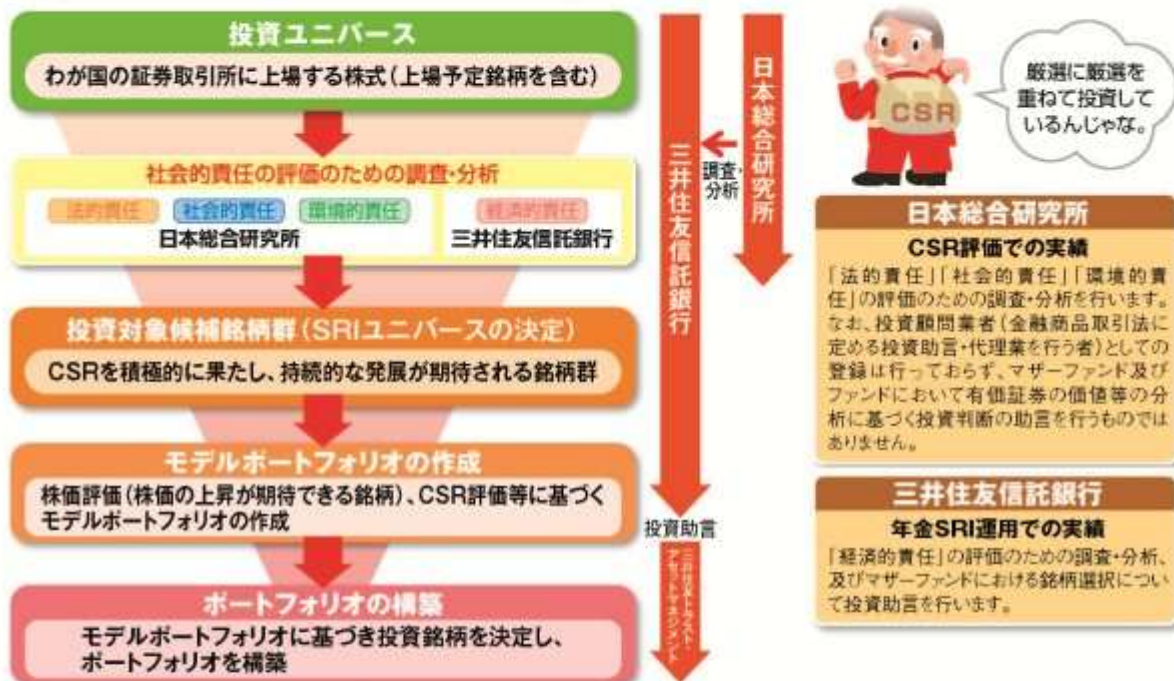 投資ユニバース
わが国の証券取引所に上場する株式(上場予定銘柄を含む)
社会的責任の評価のための調査・分析
法的責任 社会的責任 環境的責任
日本総合研究所
経済的責任
三井住友信託銀行
投資対象候補銘柄群(SRIユニバースの決定)
CSRを積極的に果たし、持続的な発展が期待される銘柄群
モデルポートフォリオの作成
株価評価(株価の上昇が期待できる銘柄)、CSR評価等に基づく
モデルポートフォリオの作成
ポートフォリオの構築
モデルポートフォリオに基づき投資銘柄を決定し、
ポートフォリオを構築
三井住友信託銀行
投資助言
三井住友トラスト・
アセットマネジメント
日本総合研究所
調査・
分析
CSR
厳選に厳選を
重ねて投資して
いるんじゃな。
日本総合研究所
CSR評価での実績
「法的責任」「社会的責任」「環境的責
任」の評価のための調査・分析を行います。
なお、投資顧問業者(金融商品取引法に
定める投資助言・代理業を行う者)としての
登録は行っておらず、マザーファンド及び
ファンドにおいて有価証券の価値等の分
析に基づく投資判断の助言を行うものでは
ありません。
三井住友信託銀行
年金SRI運用での実績
「経済的責任」の評価のための調査・分析、
及びマザーファンドにおける銘柄選択につい
て投資助言を行います。